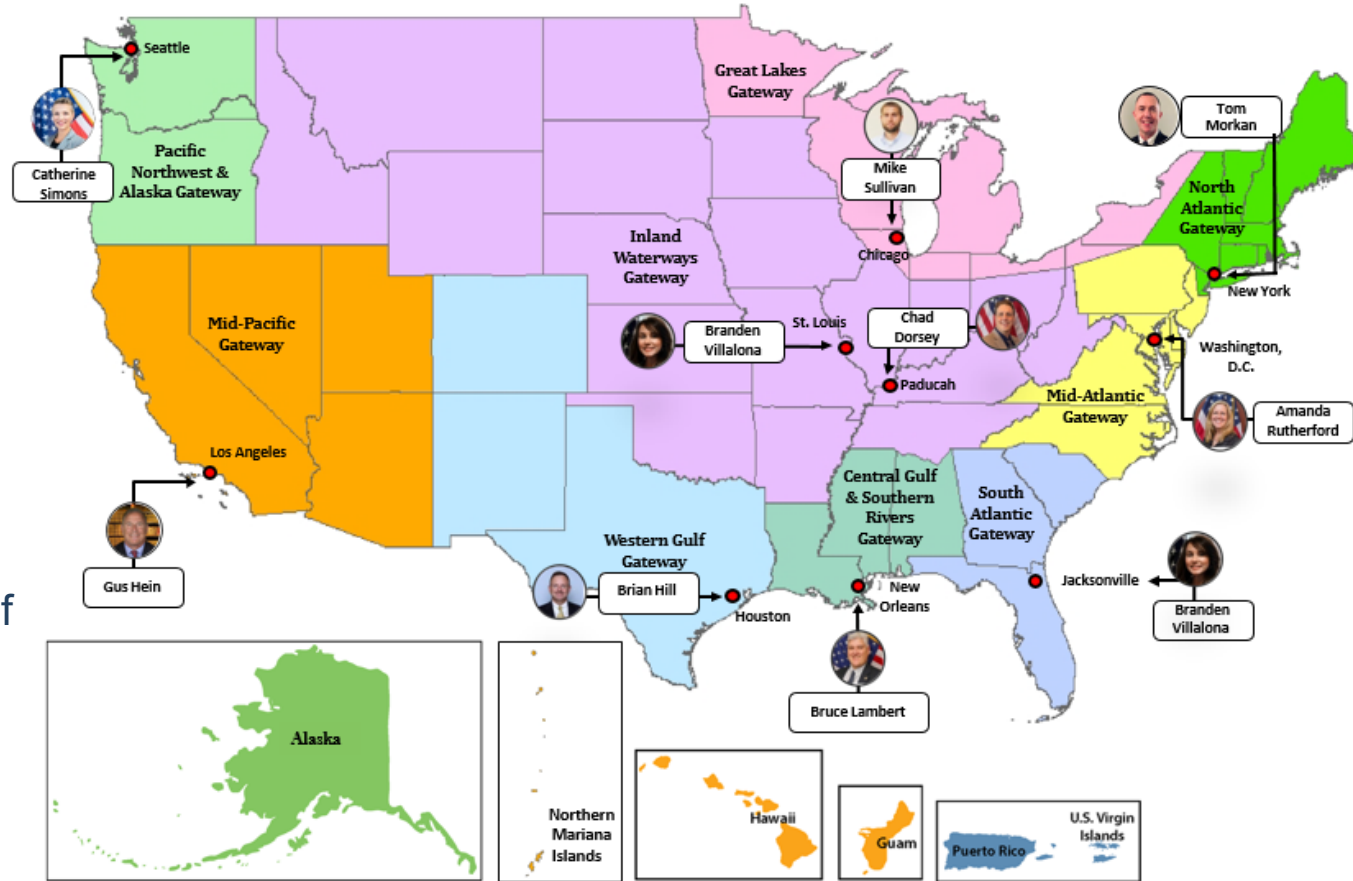 Seattle
Catherine
Simons
Pacific
Northwest &
Alaska Gateway
Great Lakes
Gateway
Mike
Sullivan
Chicago
Tom
Morkan
North
Atlantic
Gateway
New York
Inland
Waterways
Gateway
Mid-Pacific
Gateway
Branden
Villalona
St. Louis
Chad
Dorsey
Paducah
Washington,
D.C.
Mid-Atlantic
Gateway
Amanda
Rutherford
Los Angeles
Gus Hein
Central Gulf
& Southern
Rivers
Gateway
South
Atlantic
Gateway
Western Gulf
Gateway
Brian Hill
Houston
New
Orleans
Bruce Lambert
Jacksonville
Branden
Villalona
f
Alaska
Northern
Mariana
Islands
Hawaii
Guam
Puerto Rico
U.S. Virgin
Islands